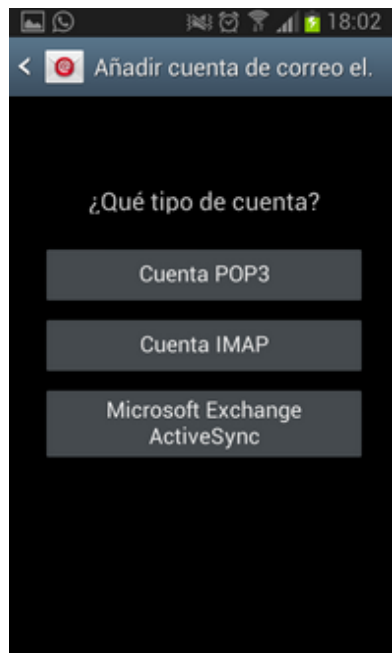 18:02
Añadir cuenta de correo el.
¿Qué tipo de cuenta?
Cuenta POP3
Cuenta IMAP
Microsoft Exchange
ActiveSync